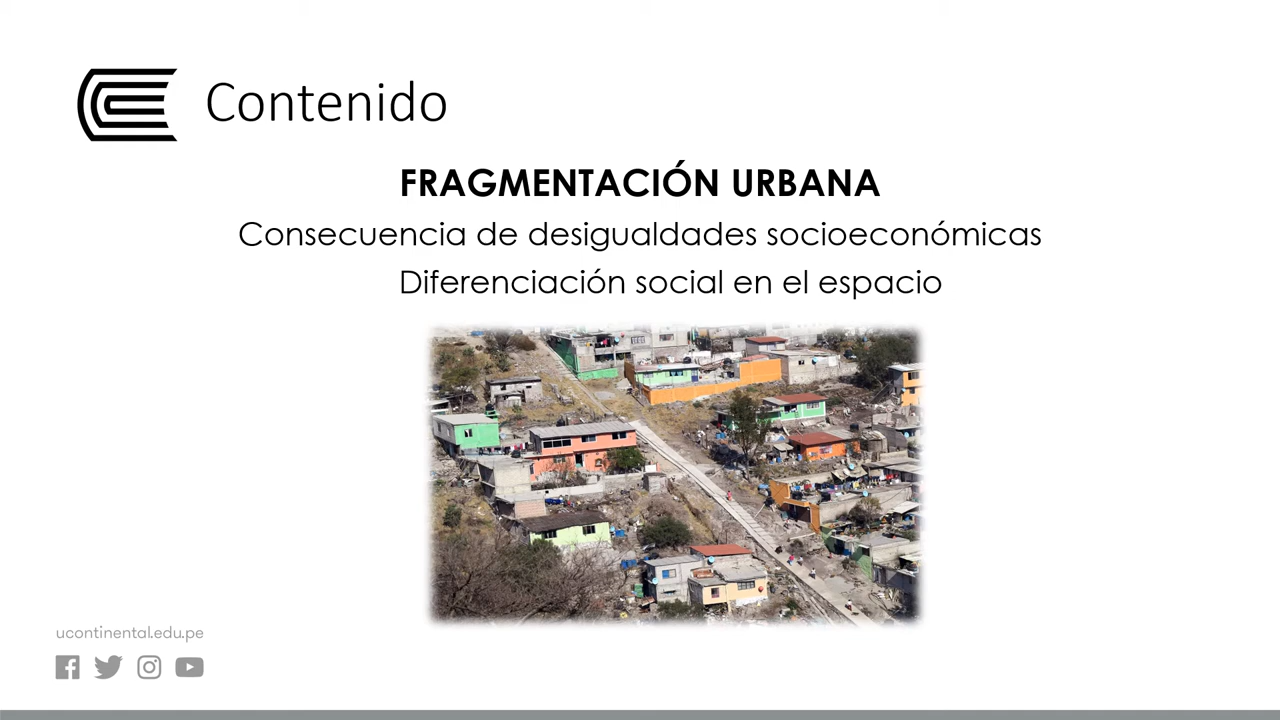 Contenido
FRAGMENTACIÓN URBANA
Consecuencia de desigualdades socioeconómicas
Diferenciación social en el espacio
ucontinental.edu.pe